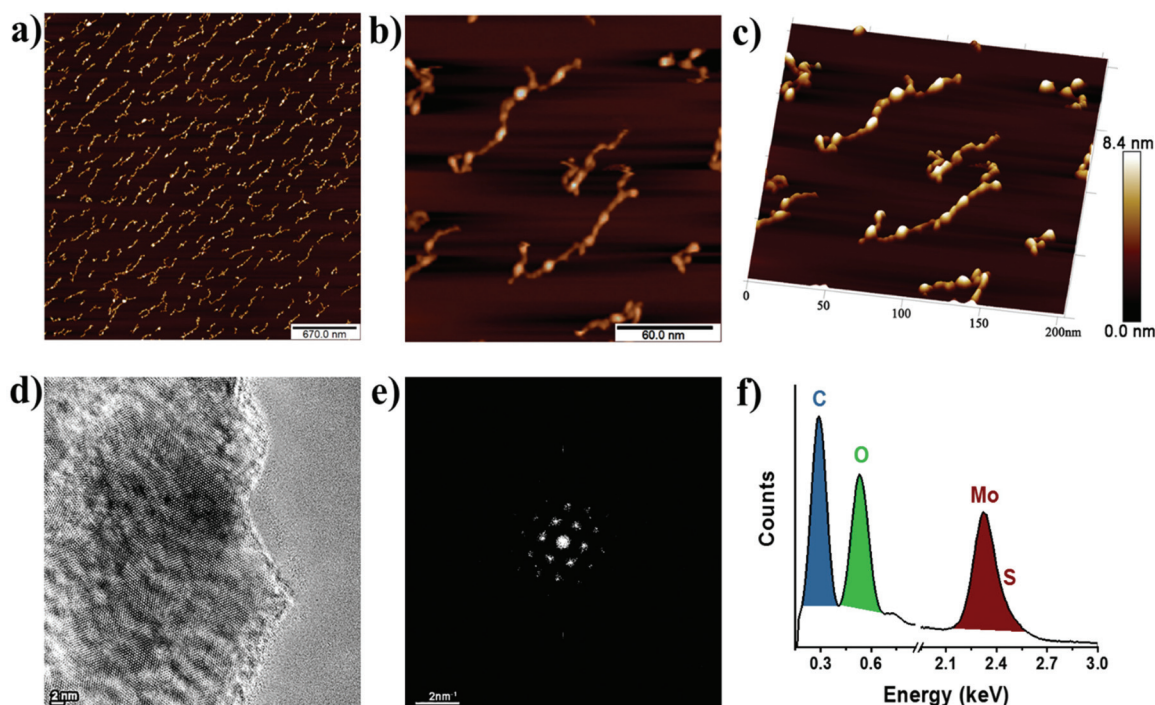 a)
670.0 nm
b)
60.0 nm
c)
8.4 nm
0.0 nm
0
50
100
150
200nm
d)
2 nm
e)
2nm⁻¹
f)
C
O
Mo
S
Counts
0.3 0.6 2.1 2.4 2.7 3.0
Energy (keV)